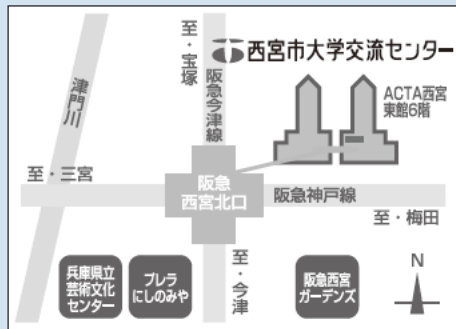 至・宝塚
西宮市大学交流センター
津門川
阪急今津線
ACTA西宮
東館6階
至・三宮
阪急
西宮北口
阪急神戸線
至・梅田
兵庫県立
芸術文化
センター
プレラ
にしのみや
至・今津
阪急西宮
ガーデンズ
N